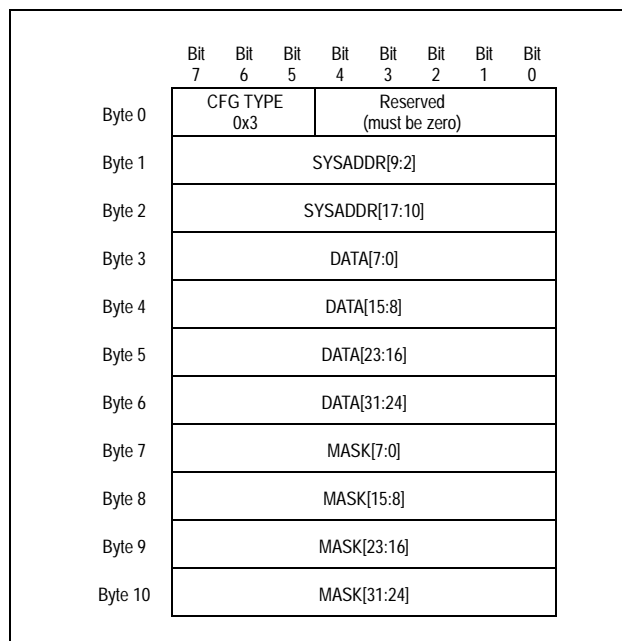 Bit Bit Bit Bit Bit Bit Bit Bit
7 6 5 4 3 2 1 0
Byte 0 CFG TYPE Reserved
0x3 (must be zero)
Byte 1 SYSADDR[9:2]
Byte 2 SYSADDR[17:10]
Byte 3 DATA[7:0]
Byte 4 DATA[15:8]
Byte 5 DATA[23:16]
Byte 6 DATA[31:24]
Byte 7 MASK[7:0]
Byte 8 MASK[15:8]
Byte 9 MASK[23:16]
Byte 10 MASK[31:24]